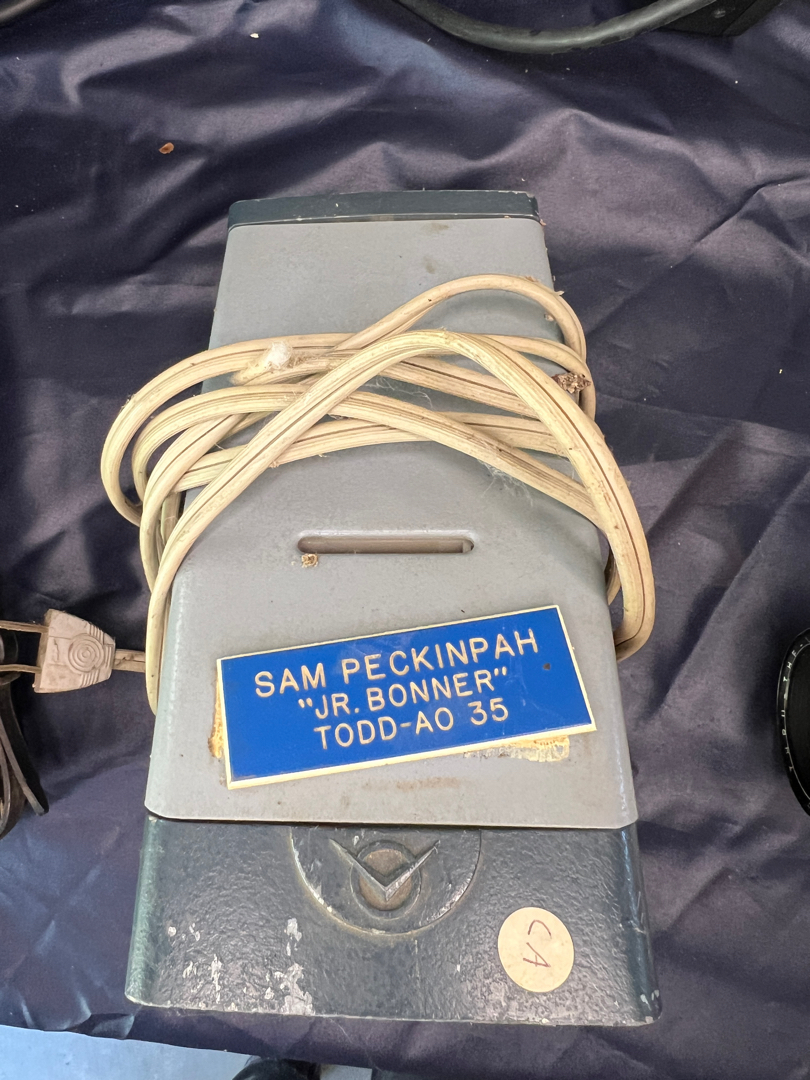 SAM PECKINPAH
"JR. BONNER"
TODD-AO 35
CA